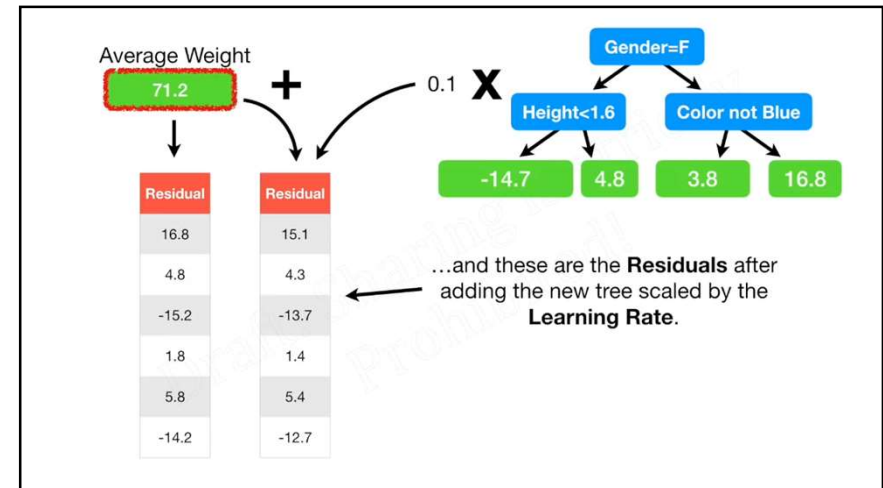 Average Weight
71.2
+
0.1 X
Gender=F
Height<1.6
Color not Blue
-14.7
4.8
3.8
16.8
Residual
Residual
16.8
15.1
4.8
4.3
-15.2
-13.7
1.8
1.4
5.8
5.4
-14.2
-12.7
…and these are the Residuals after
adding the new tree scaled by the
Learning Rate.